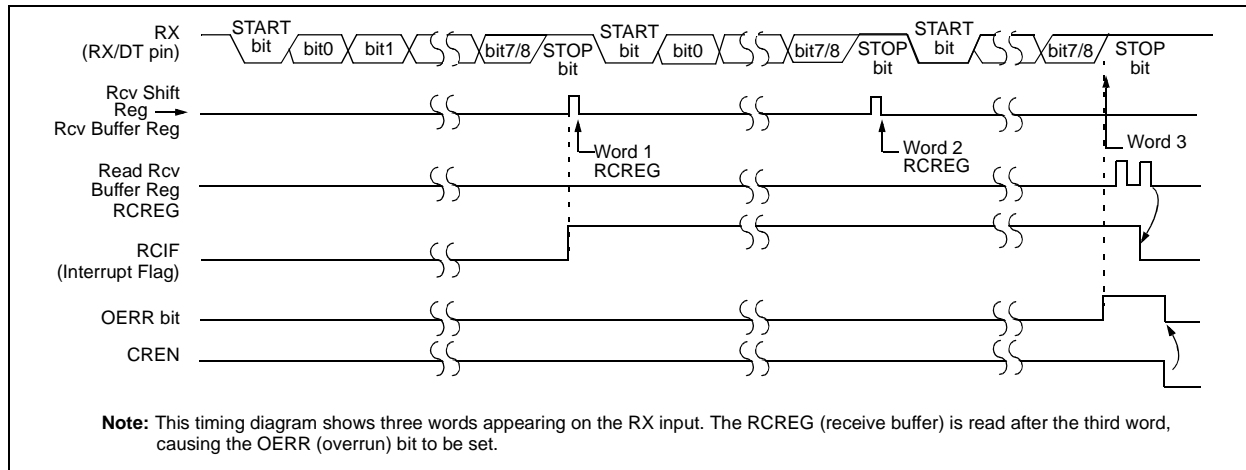 RX
(RX/DT pin)
START
bit
bit0
bit1
bit7/8
STOP
bit
START
bit
bit0
bit7/8
STOP
bit
START
bit
bit7/8
STOP
bit
Rcv Shift
Reg
Rcv Buffer Reg
Word 1
RCREG
Word 2
RCREG
Word 3
Read Rcv
Buffer Reg
RCREG
RCIF
(Interrupt Flag)
OERR bit
CREN
Note: This timing diagram shows three words appearing on the RX input. The RCREG (receive buffer) is read after the third word,
causing the OERR (overrun) bit to be set.